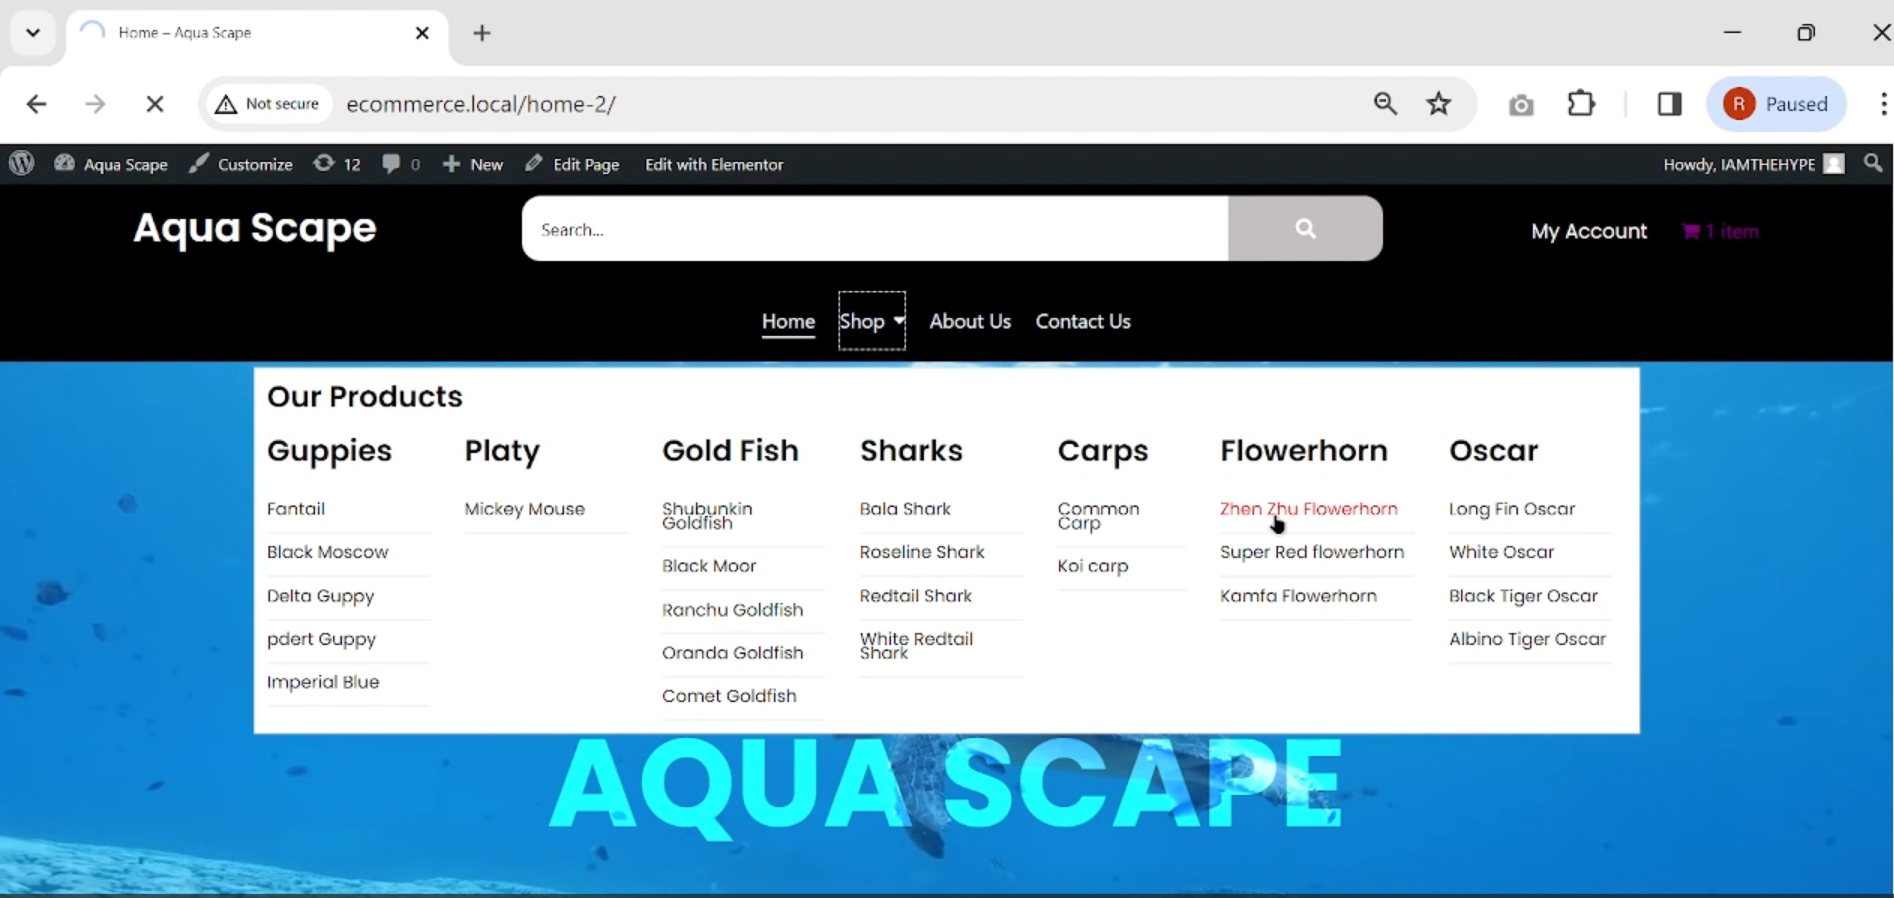 Home – Aqua Scape
Not secure
ecommerce.local/home-2/
R
Paused
Aqua Scape
Customize
12
0
New
Edit Page
Edit with Elementor
Howdy, IAMTHEHYPE
Aqua Scape
Search...
My Account
1 item
Home
Shop
About Us
Contact Us
Our Products
Guppies
Fantail
Black Moscow
Delta Guppy
pdert Guppy
Imperial Blue
Platy
Mickey Mouse
Gold Fish
Shubunkin
Goldfish
Black Moor
Ranchu Goldfish
Oranda Goldfish
Comet Goldfish
Sharks
Bala Shark
Roseline Shark
Redtail Shark
White Redtail
Shark
Carps
Common
Carp
Koi carp
Flowerhorn
Zhen Zhu Flowerhorn
Super Red flowerhorn
Kamfa Flowerhorn
Oscar
Long Fin Oscar
White Oscar
Black Tiger Oscar
Albino Tiger Oscar
AQUA SCAPE